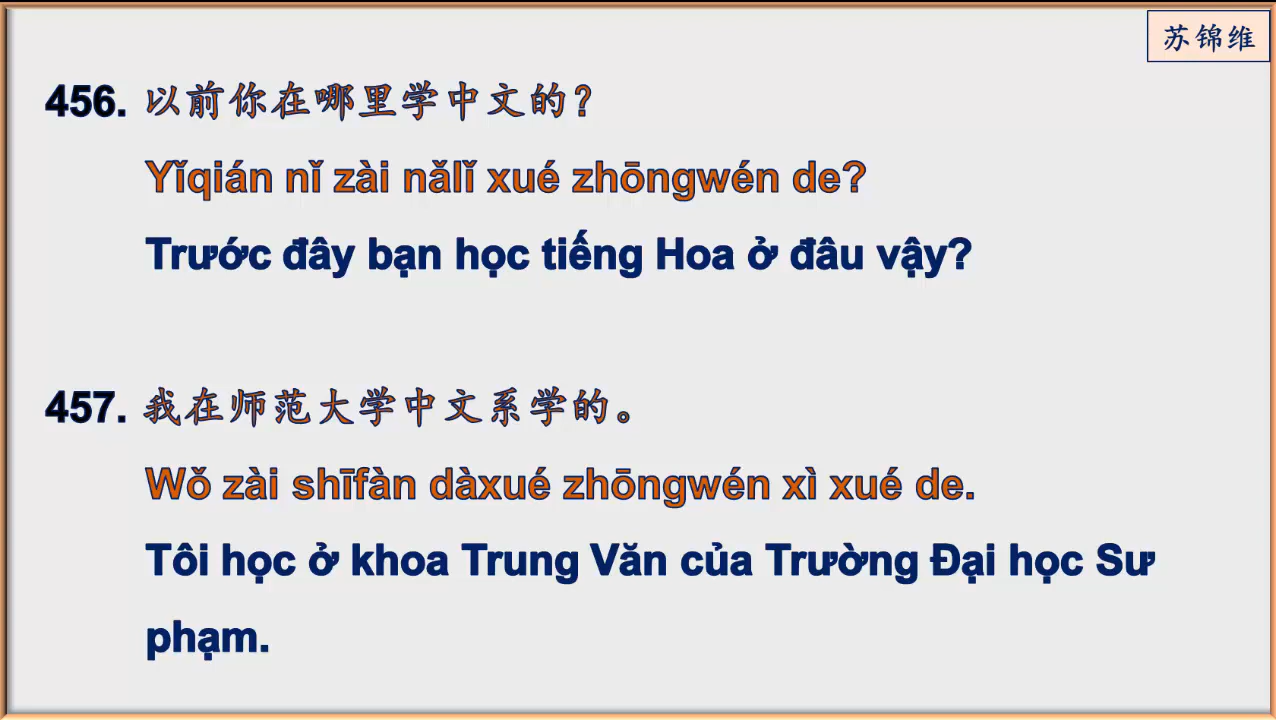 苏锦维
456. 以前你在哪里学中文的？
Yǐqián nǐ zài nǎlǐ xué zhōngwén de?
Trước đây bạn học tiếng Hoa ở đâu vậy?
457. 我在师范大学中文系学的。
Wǒ zài shīfàn dàxué zhōngwén xì xué de.
Tôi học ở khoa Trung Văn của Trường Đại học Sư
phạm.